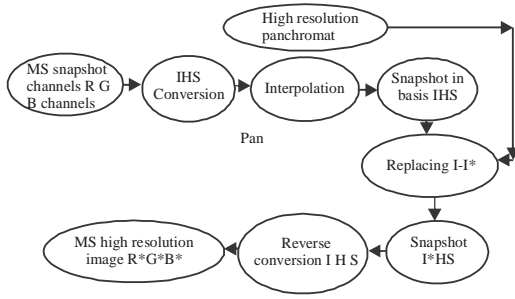 High resolution
panchromat
MS snapshot
channels R G
B channels
IHS
Conversion
Interpolation
Snapshot in
basis IHS
Pan
Replacing I-I*
MS high resolution
image R*G*B*
Reverse
conversion I H S
Snapshot
I*HS